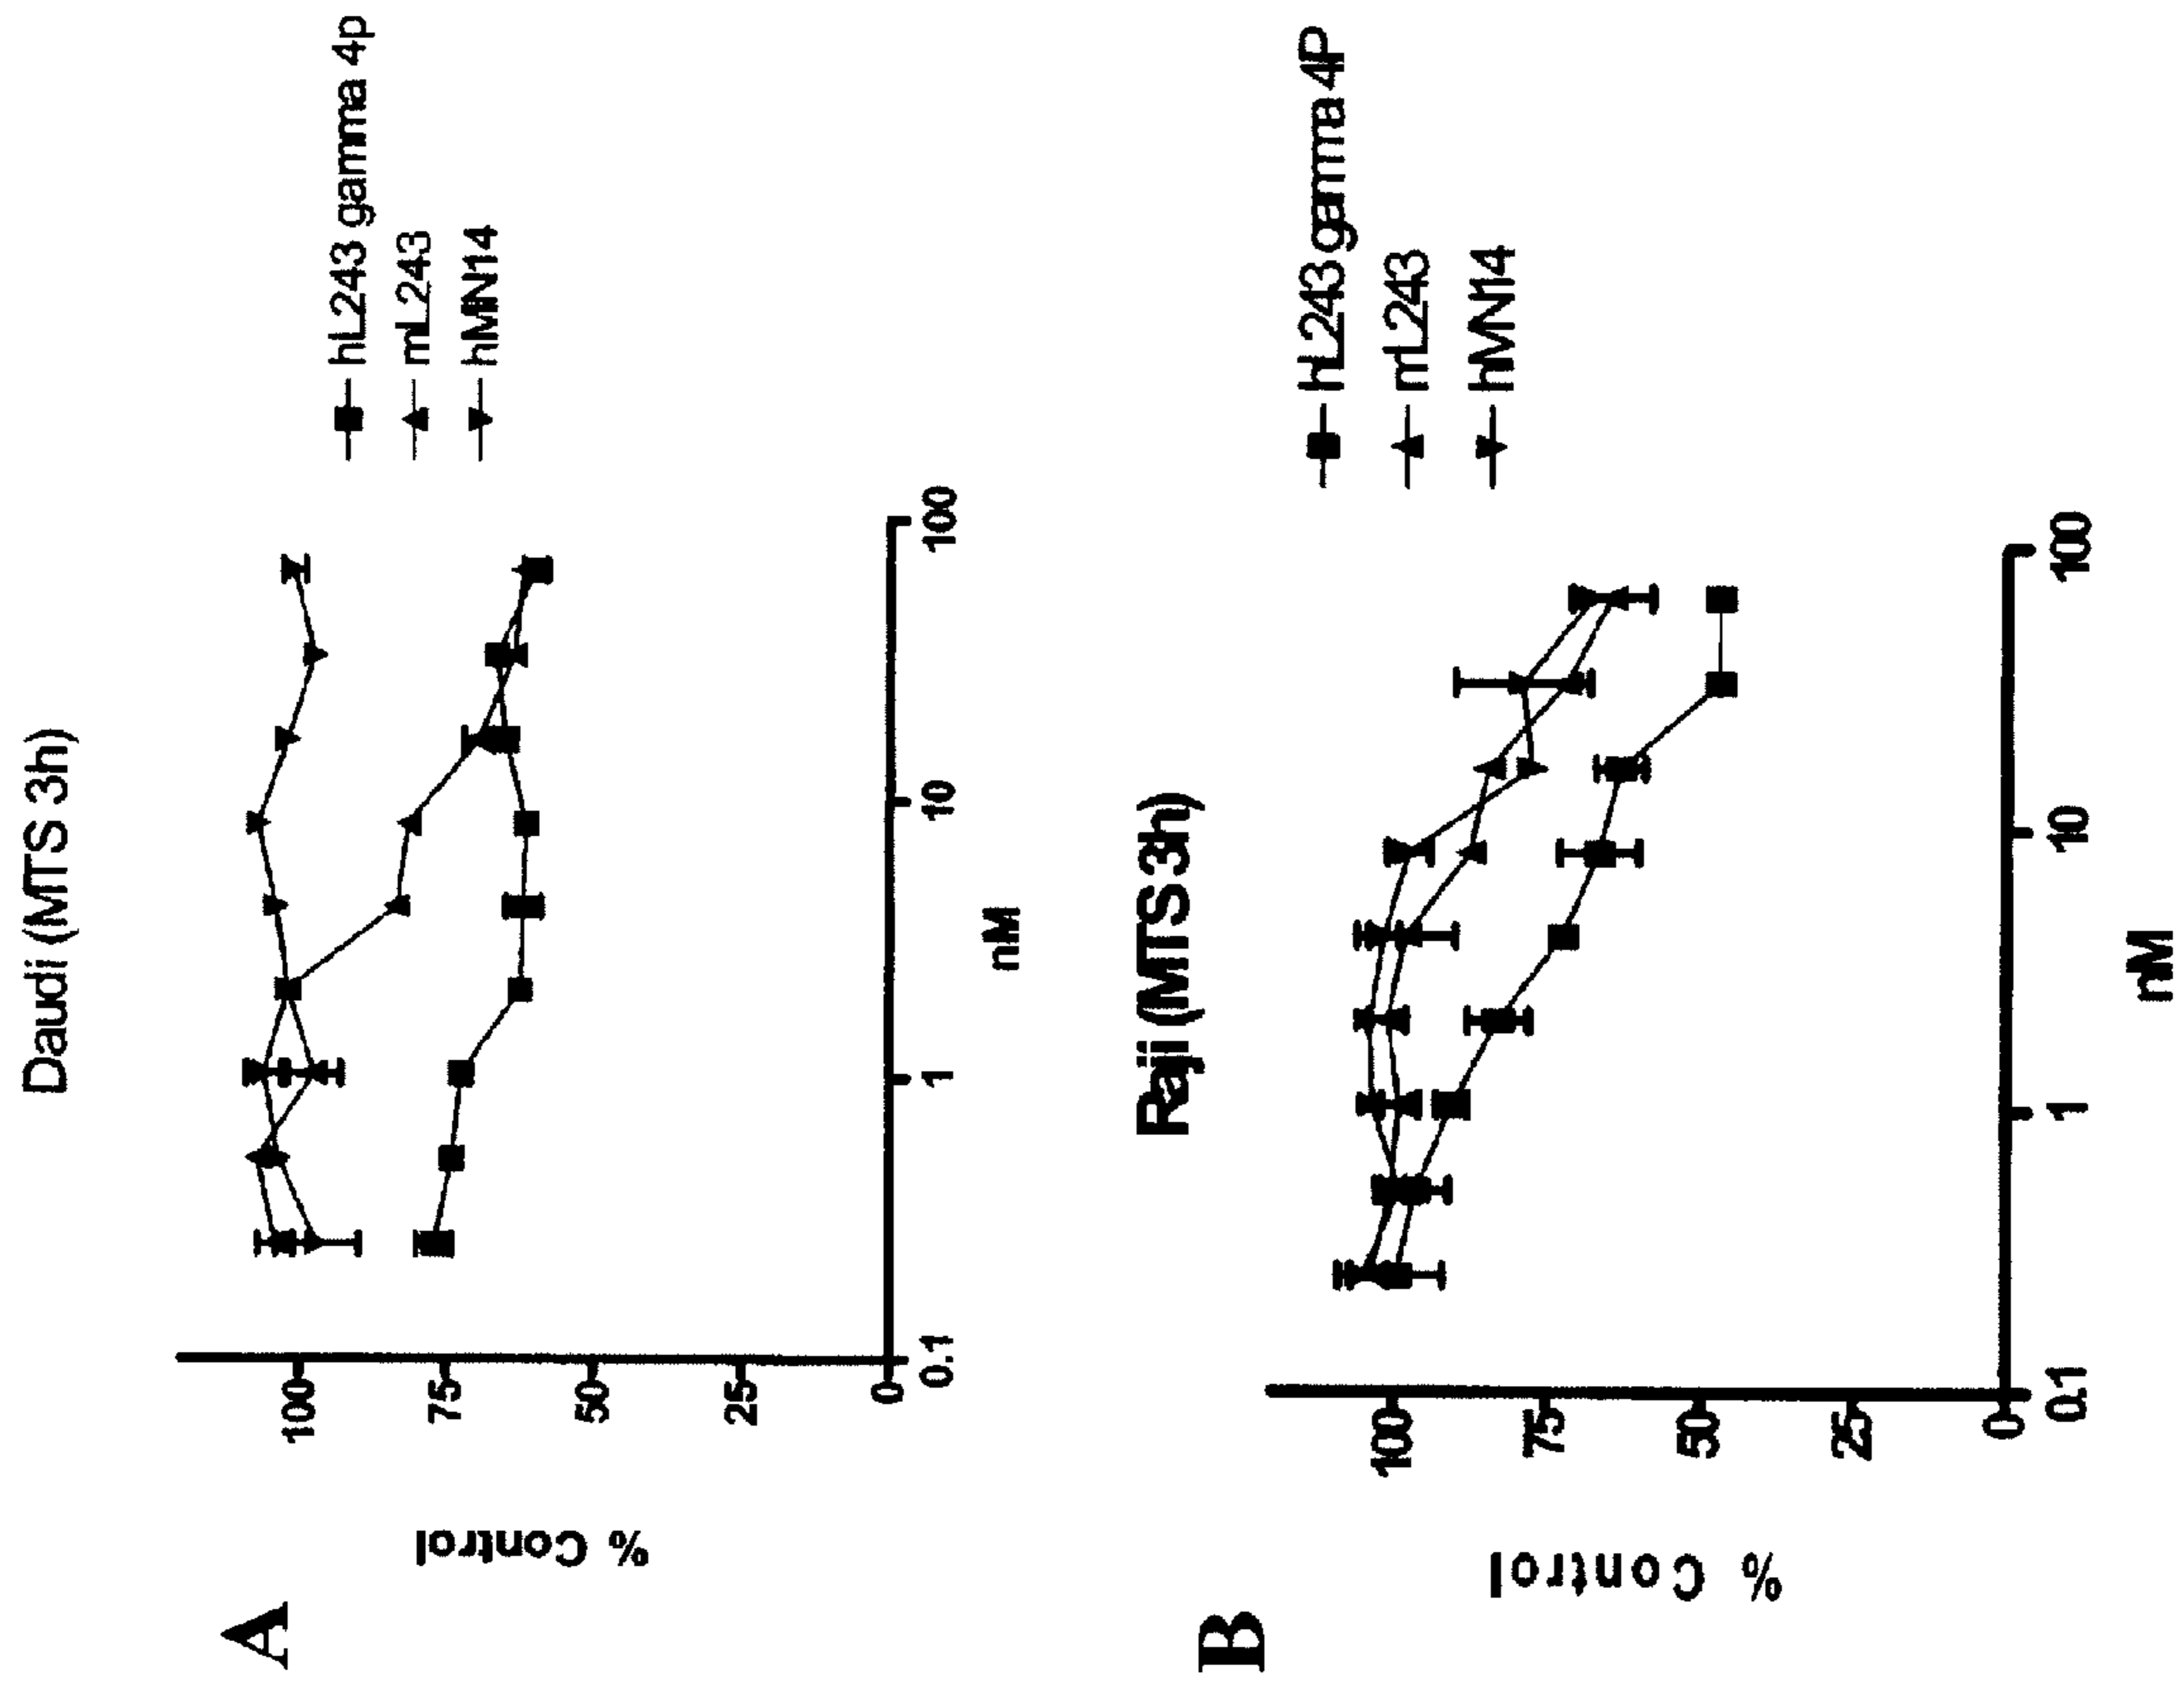 A
Daudi (MTS 3h)
% Control
100
75
50
25
0
0.1
1
10
100
nM
hL243 gamma 4p
mL243
hMN14
B
Raji (MTS 3h)
% Control
100
75
50
25
0
0.1
1
10
100
nM
hL243 gamma 4P
mL243
hMN14